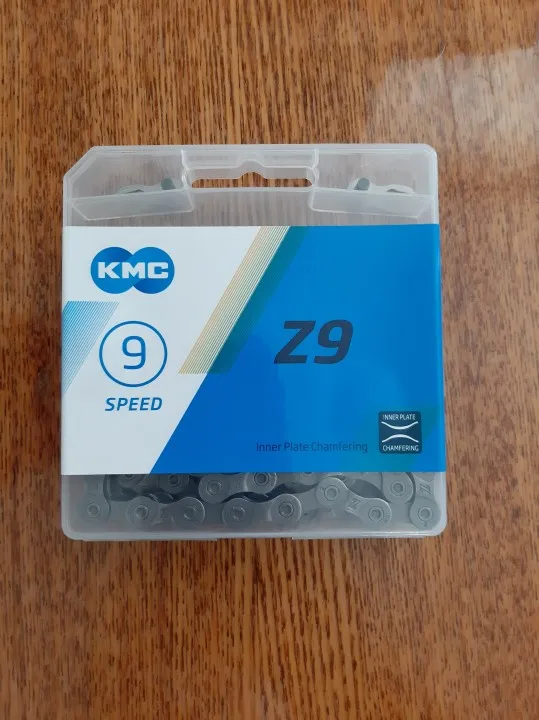 KMC
9
SPEED
Z9
Inner Plate Chamfering
INNER PLATE
CHAMFERING